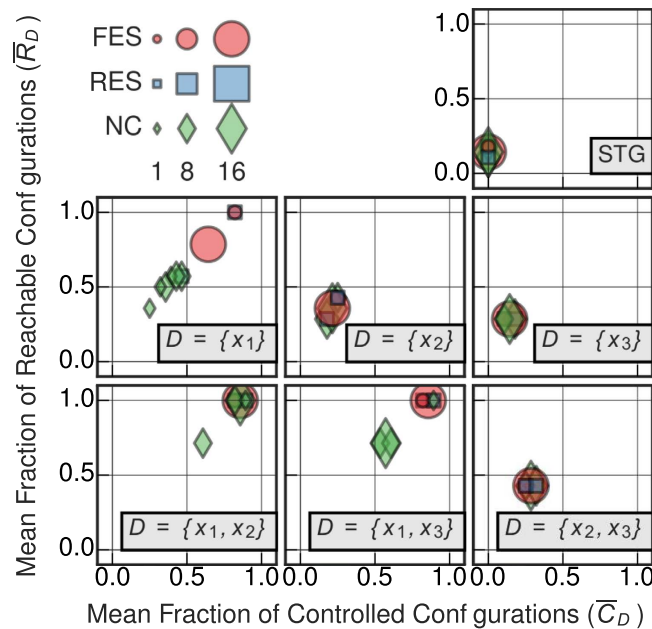 Mean Fraction of Reachable Conf gurations (R̅_D)
FES
RES
NC
1 8 16
1.0
0.5
0.0
STG
1.0
0.5
0.0
D = {x₁}
D = {x₂}
D = {x₃}
1.0
0.5
0.0
D = {x₁, x₂}
D = {x₁, x₃}
D = {x₂, x₃}
0.0 0.5 1.0 0.0 0.5 1.0 0.0 0.5 1.0
Mean Fraction of Controlled Conf gurations (C̅_D)